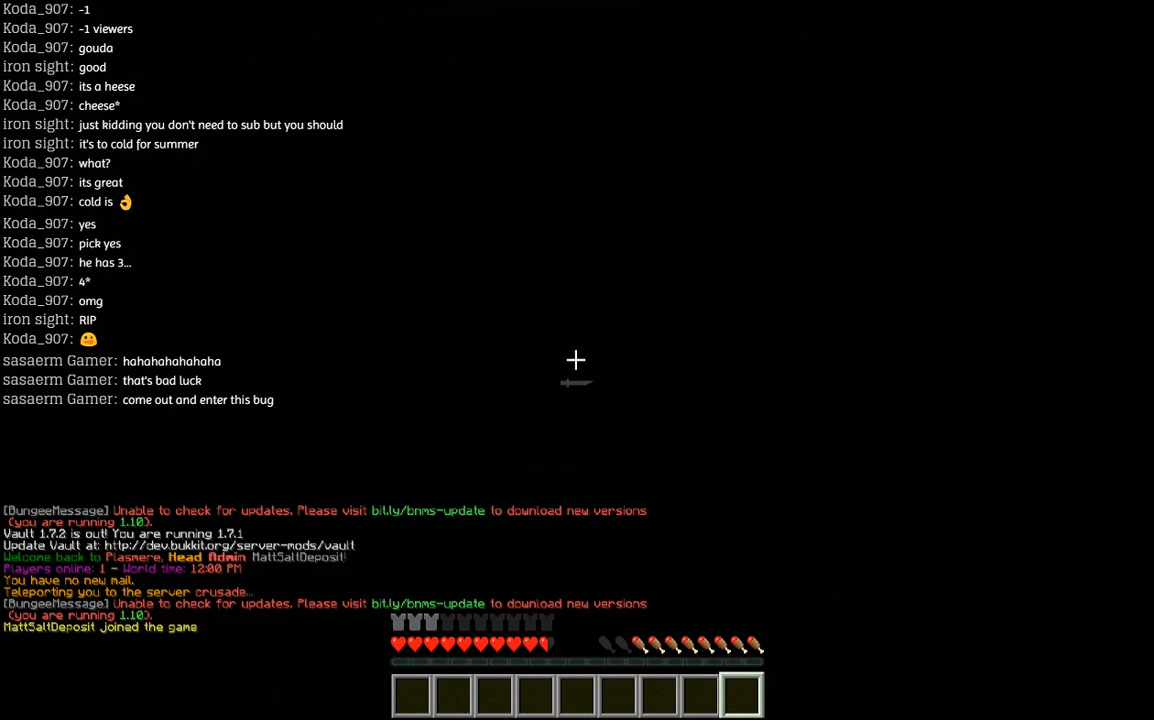 Koda_907: -1
Koda_907: -1 viewers
Koda_907: gouda
iron sight: good
Koda_907: its a heese
Koda_907: cheese*
iron sight: just kidding you don't need to sub but you should
iron sight: it's to cold for summer
Koda_907: what?
Koda_907: its great
Koda_907: cold is 👌
Koda_907: yes
Koda_907: pick yes
Koda_907: he has 3...
Koda_907: 4*
Koda_907: omg
iron sight: RIP
Koda_907: 😀
sasaerm Gamer: hahahahahahaha
sasaerm Gamer: that's bad luck
sasaerm Gamer: come out and enter this bug
[BungeeMessage] Unable to check for updates. Please visit bit.ly/bnms-update to download new versions
(you are running 1.10).
Vault 1.7.2 is out! You are running 1.7.1
Update Vault at: http://dev.bukkit.org/server-mods/vault
Welcome back to Plasmere, Head Admin MattSaltDeposit!
Players online: 1 - World time: 12:00 PM
You have no new mail.
Teleporting you to the server crusade...
[BungeeMessage] Unable to check for updates. Please visit bit.ly/bnms-update to download new versions
(you are running 1.10).
MattSaltDeposit joined the game